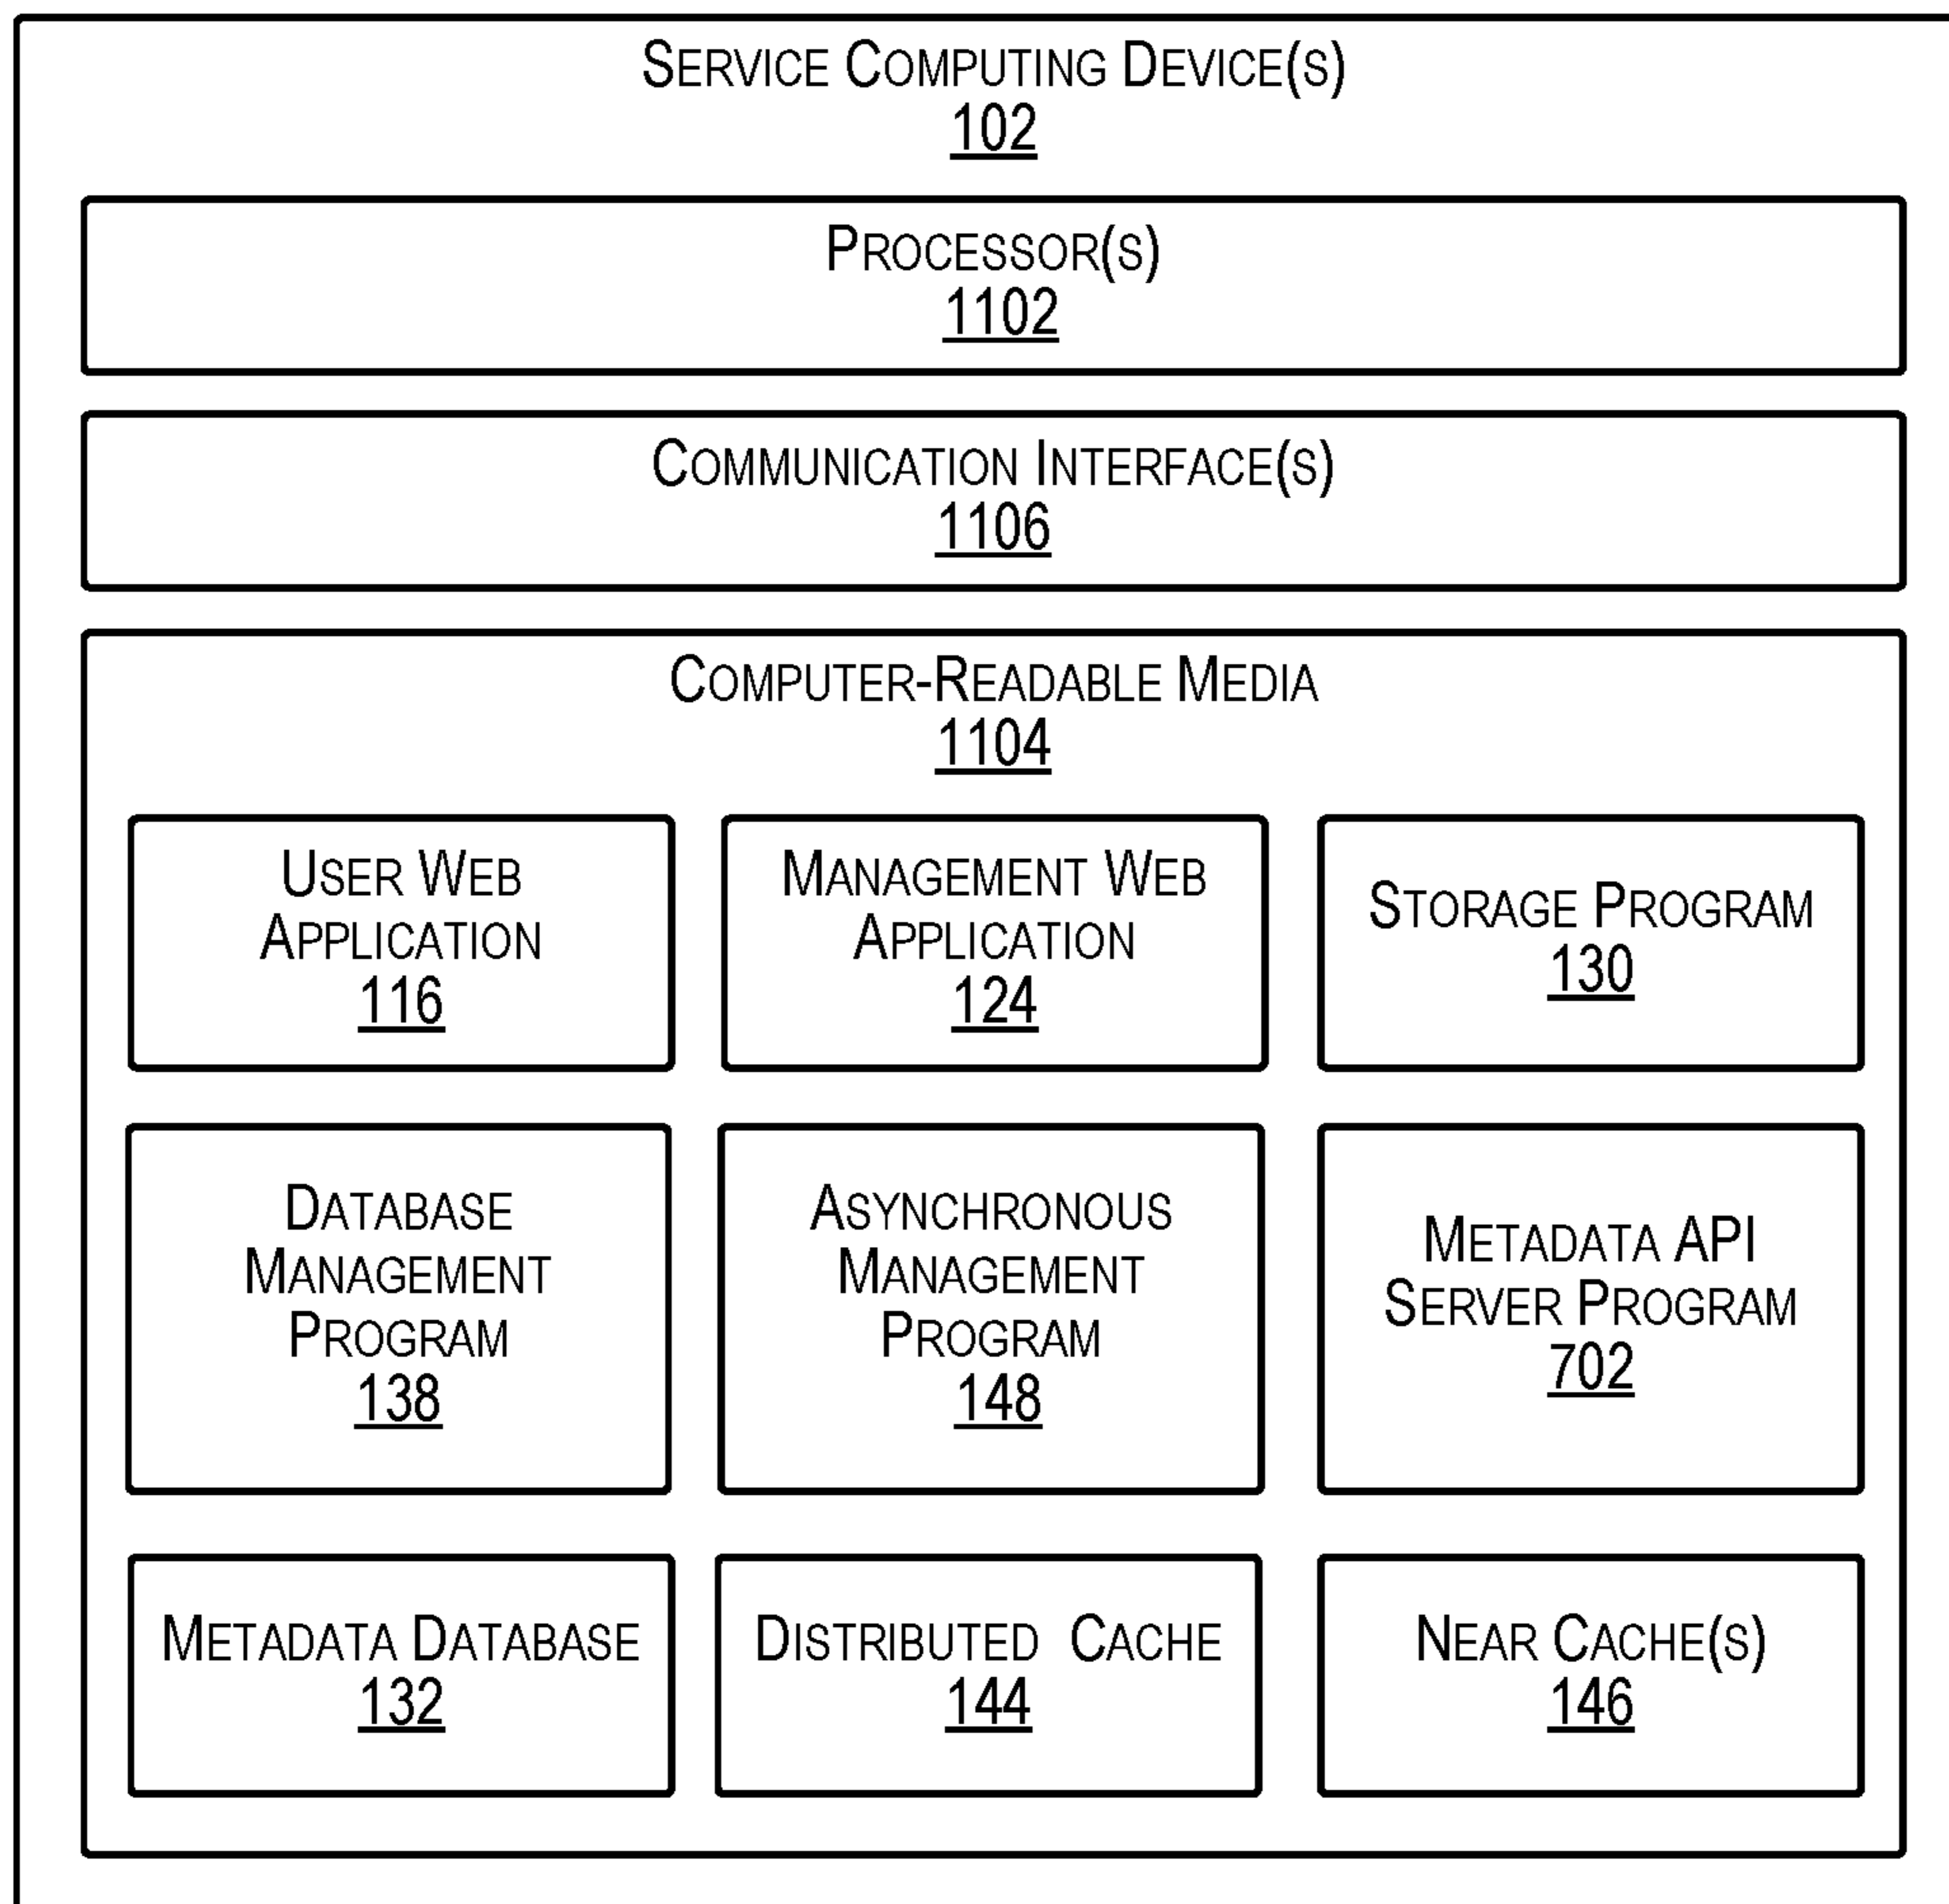 SERVICE COMPUTING DEVICE(S)
102
PROCESSOR(S)
1102
COMMUNICATION INTERFACE(S)
1106
COMPUTER-READABLE MEDIA
1104
USER WEB
APPLICATION
116
MANAGEMENT WEB
APPLICATION
124
STORAGE PROGRAM
130
DATABASE
MANAGEMENT
PROGRAM
138
ASYNCHRONOUS
MANAGEMENT
PROGRAM
148
METADATA API
SERVER PROGRAM
702
METADATA DATABASE
132
DISTRIBUTED CACHE
144
NEAR CACHE(S)
146